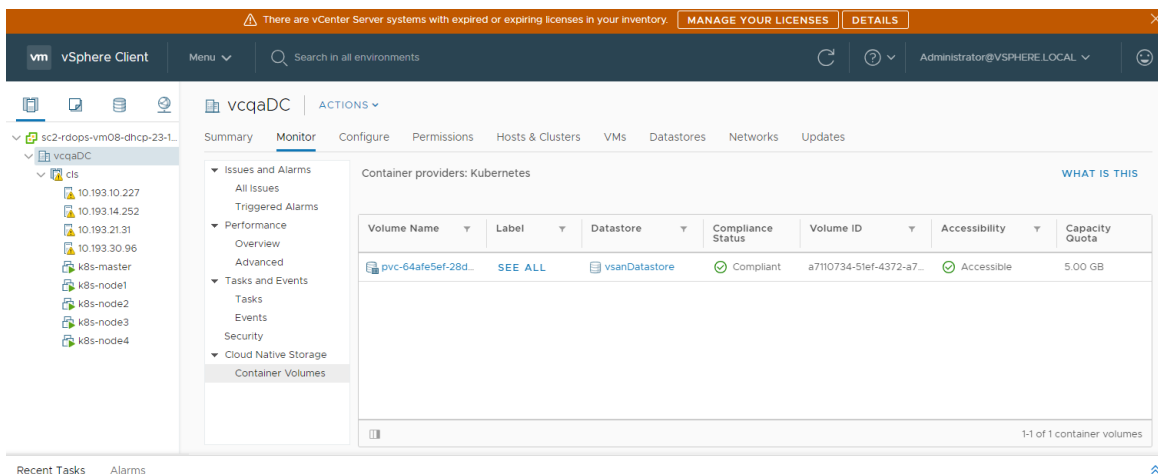 There are vCenter Server systems with expired or expiring licenses in your inventory. MANAGE YOUR LICENSES DETAILS
vm vSphere Client Menu Search in all environments Administrator@VSPHERE.LOCAL
sc2-rdops-vm08-dhcp-23-1...
vcqaDC
cls
10.193.10.227
10.193.14.252
10.193.21.31
10.193.30.96
k8s-master
k8s-node1
k8s-node2
k8s-node3
k8s-node4
vcqaDC ACTIONS
Summary Monitor Configure Permissions Hosts & Clusters VMs Datastores Networks Updates
Issues and Alarms
All Issues
Triggered Alarms
Performance
Overview
Advanced
Tasks and Events
Tasks
Events
Security
Cloud Native Storage
Container Volumes
Container providers: Kubernetes WHAT IS THIS
Volume Name Label Datastore Compliance Status Volume ID Accessibility Capacity Quota
pvc-64afe5ef-28d... SEE ALL vsanDatastore Compliant a7110734-51ef-4372-a7... Accessible 5.00 GB
1-1 of 1 container volumes
Recent Tasks Alarms